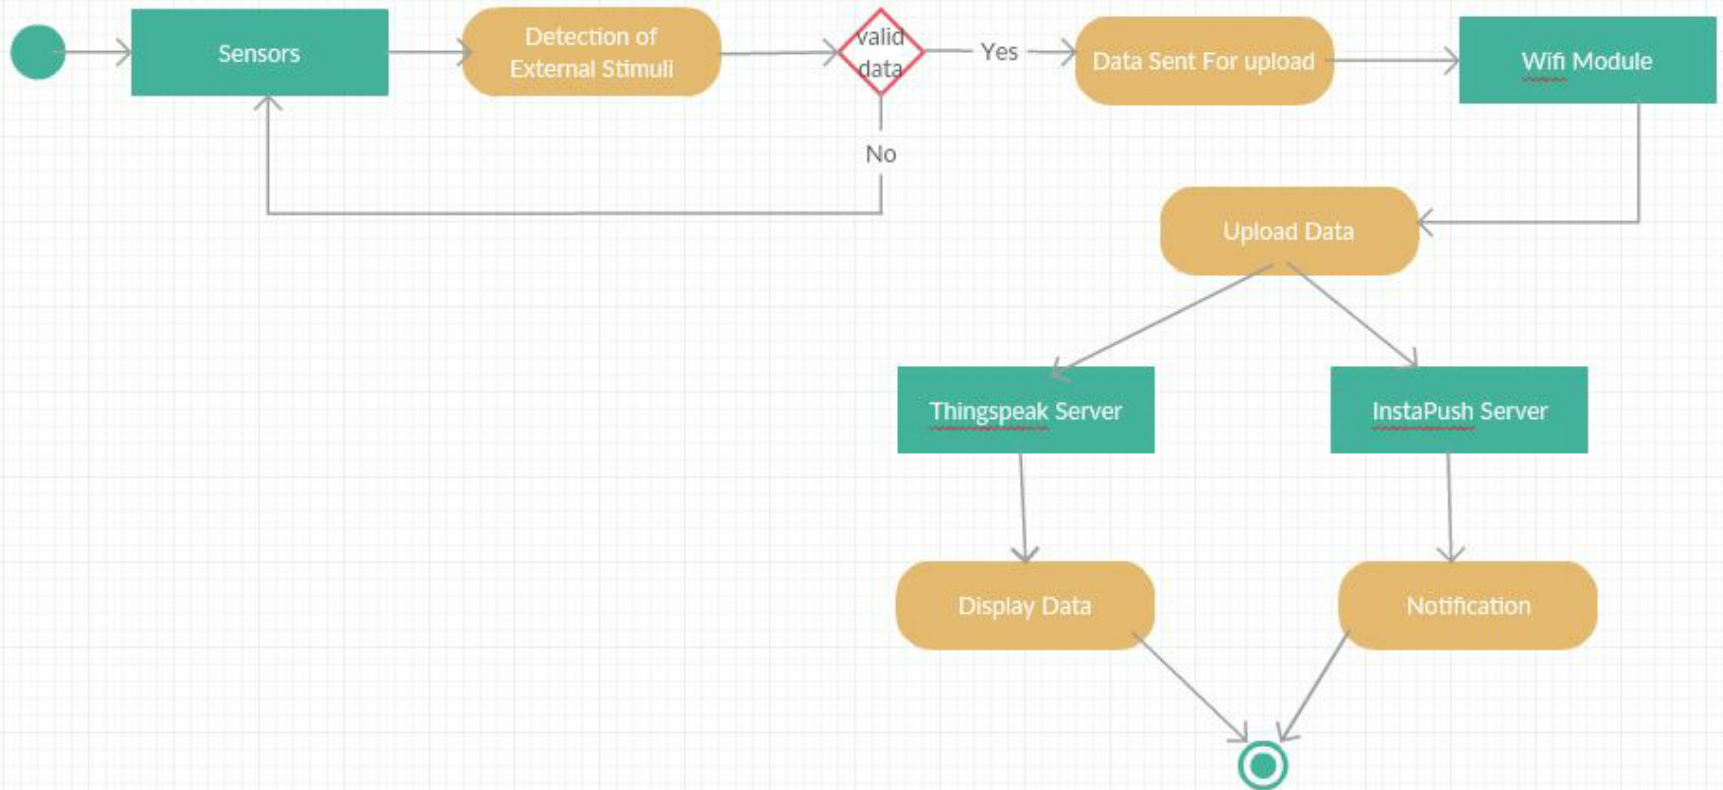 Sensors
Detection of
External Stimuli
valid
data
Yes
Data Sent For upload
Wifi Module
No
Upload Data
Thingspeak Server
InstaPush Server
Display Data
Notification